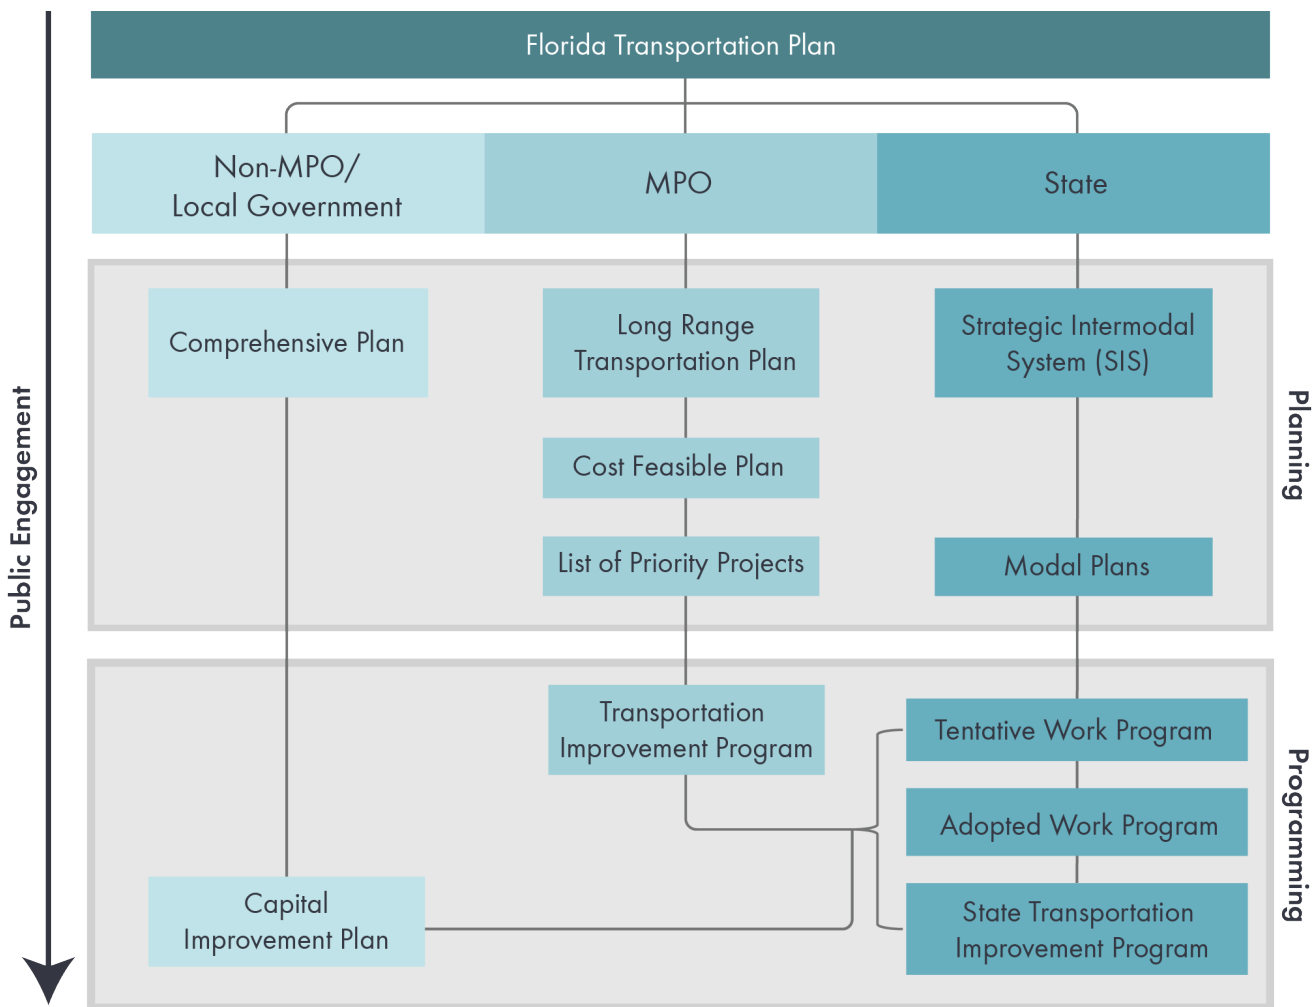 Florida Transportation Plan
Non-MPO/
Local Government
MPO
State
Public Engagement
Planning
Comprehensive Plan
Long Range
Transportation Plan
Strategic Intermodal
System (SIS)
Cost Feasible Plan
List of Priority Projects
Modal Plans
Programming
Transportation
Improvement Program
Tentative Work Program
Adopted Work Program
Capital
Improvement Plan
State Transportation
Improvement Program